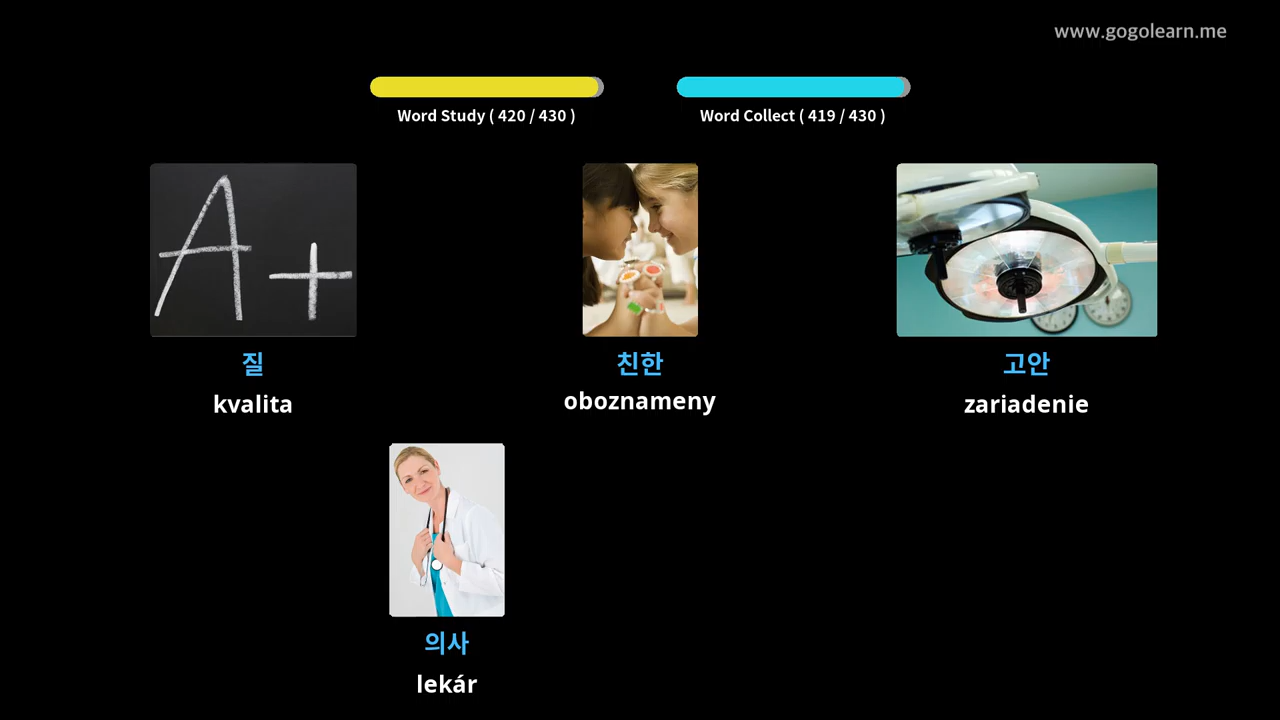 www.gogolearn.me
Word Study ( 420 / 430 )
Word Collect ( 419 / 430 )
A+
질
kvalita
친한
oboznameny
고안
zariadenie
의사
lekár